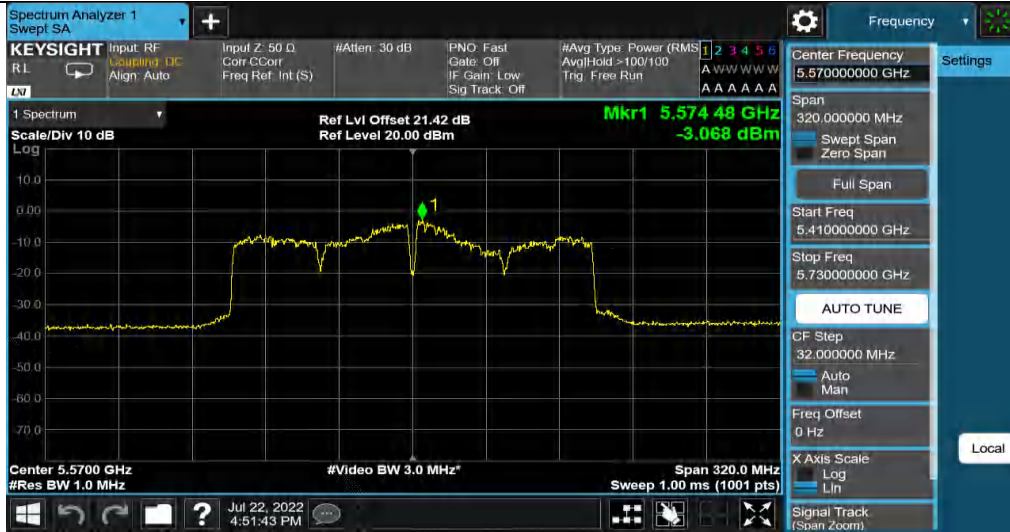 Spectrum Analyzer 1
Swept SA
+
Frequency
KEYSIGHT
RL
LXI
Input: RF
Coupling: DC
Align: Auto
Input Z: 50 Ω
Corr CCorr
Freq Ref: Int (S)
#Atten: 30 dB
PNO: Fast
Gate: Off
IF Gain: Low
Sig Track: Off
#Avg Type: Power (RMS
Avg|Hold >100/100
Trig: Free Run
1 2 3 4 5 6
A W W W W W
A A A A A A
1 Spectrum
Scale/Div 10 dB
Ref Lvl Offset 21.42 dB
Ref Level 20.00 dBm
Mkr1 5.574 48 GHz
-3.068 dBm
Log
10.0
0.00
-10.0
-20.0
-30.0
-40.0
-50.0
-60.0
-70.0
1
Center 5.5700 GHz
#Res BW 1.0 MHz
#Video BW 3.0 MHz*
Span 320.0 MHz
Sweep 1.00 ms (1001 pts)
?
Jul 22, 2022
4:51:43 PM
Center Frequency
5.570000000 GHz
Settings
Span
320.000000 MHz
Swept Span
Zero Span
Full Span
Start Freq
5.410000000 GHz
Stop Freq
5.730000000 GHz
AUTO TUNE
CF Step
32.000000 MHz
Auto
Man
Freq Offset
0 Hz
X Axis Scale
Log
Lin
Local
Signal Track
(Span Zoom)